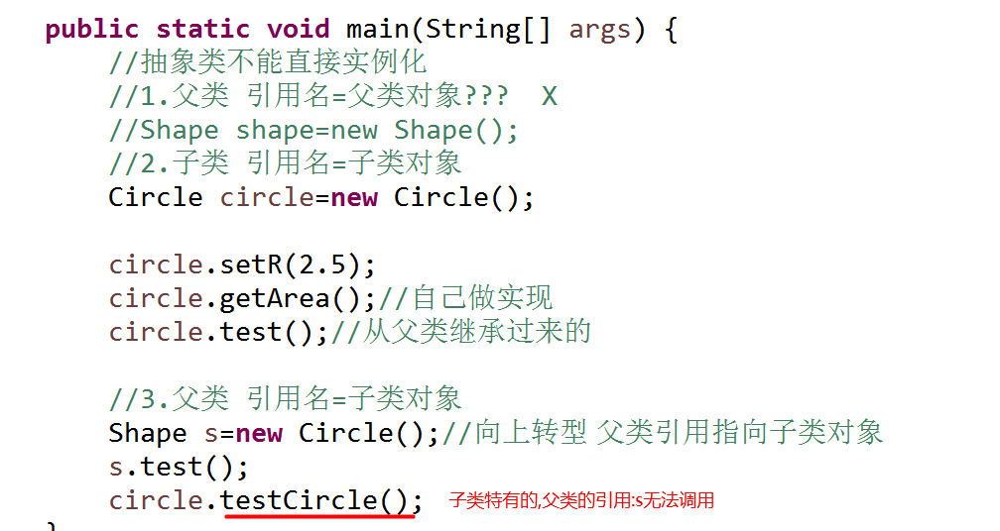 public static void main(String[] args) {
//抽象类不能直接实例化
//1.父类 引用名=父类对象???  X
//Shape shape=new Shape();
//2.子类 引用名=子类对象
Circle circle=new Circle();
circle.setR(2.5);
circle.getArea();//自己做实现
circle.test();//从父类继承过来的
//3.父类 引用名=子类对象
Shape s=new Circle();//向上转型 父类引用指向子类对象
s.test();
circle.testCircle(); 子类特有的,父类的引用:s无法调用
}